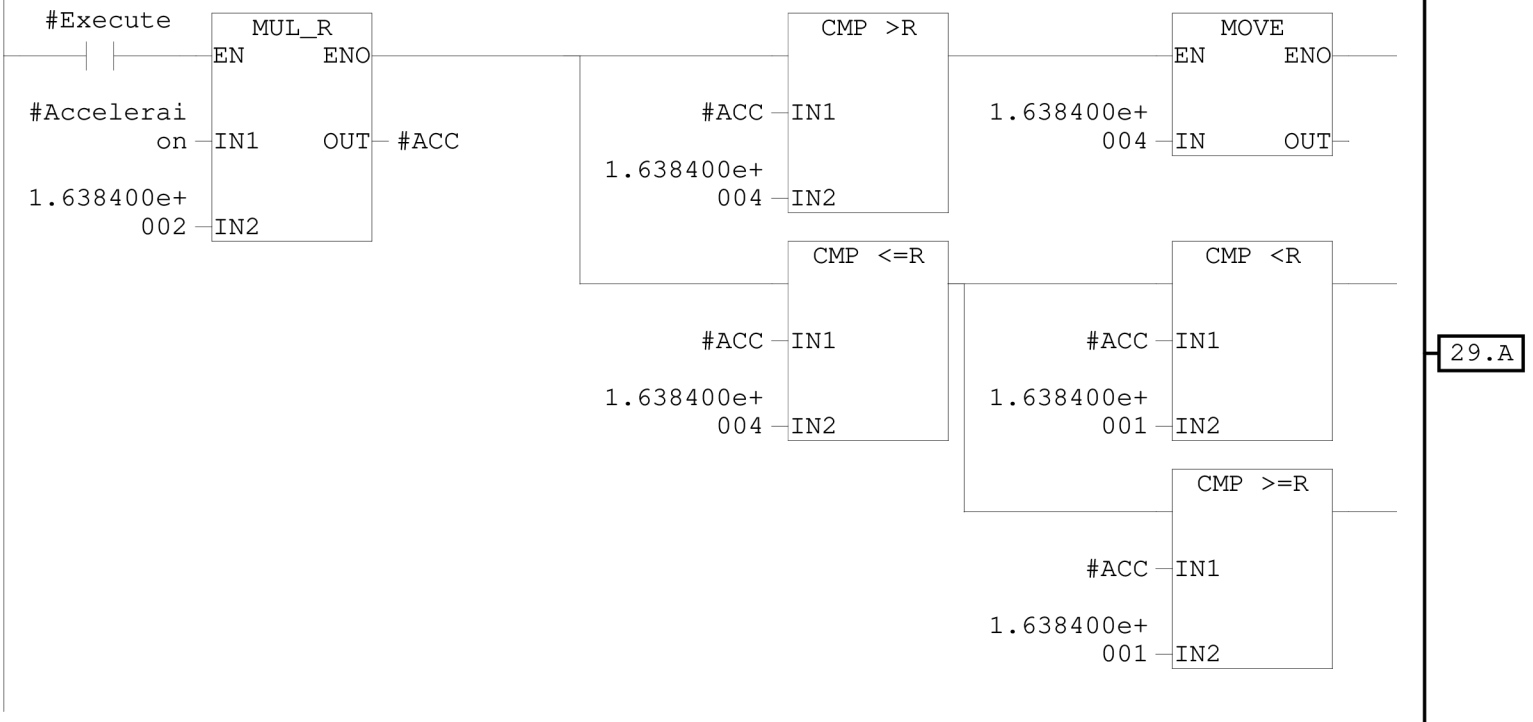 #Execute
MUL_R
CMP >R
MOVE
EN ENO
EN ENO
#Accelerai
on
IN1 OUT
#ACC
#ACC IN1
1.638400e+
004
IN OUT
1.638400e+
002
IN2
1.638400e+
004
IN2
CMP <=R
CMP <R
#ACC IN1
#ACC IN1
29.A
1.638400e+
004
IN2
1.638400e+
001
IN2
CMP >=R
#ACC IN1
1.638400e+
001
IN2